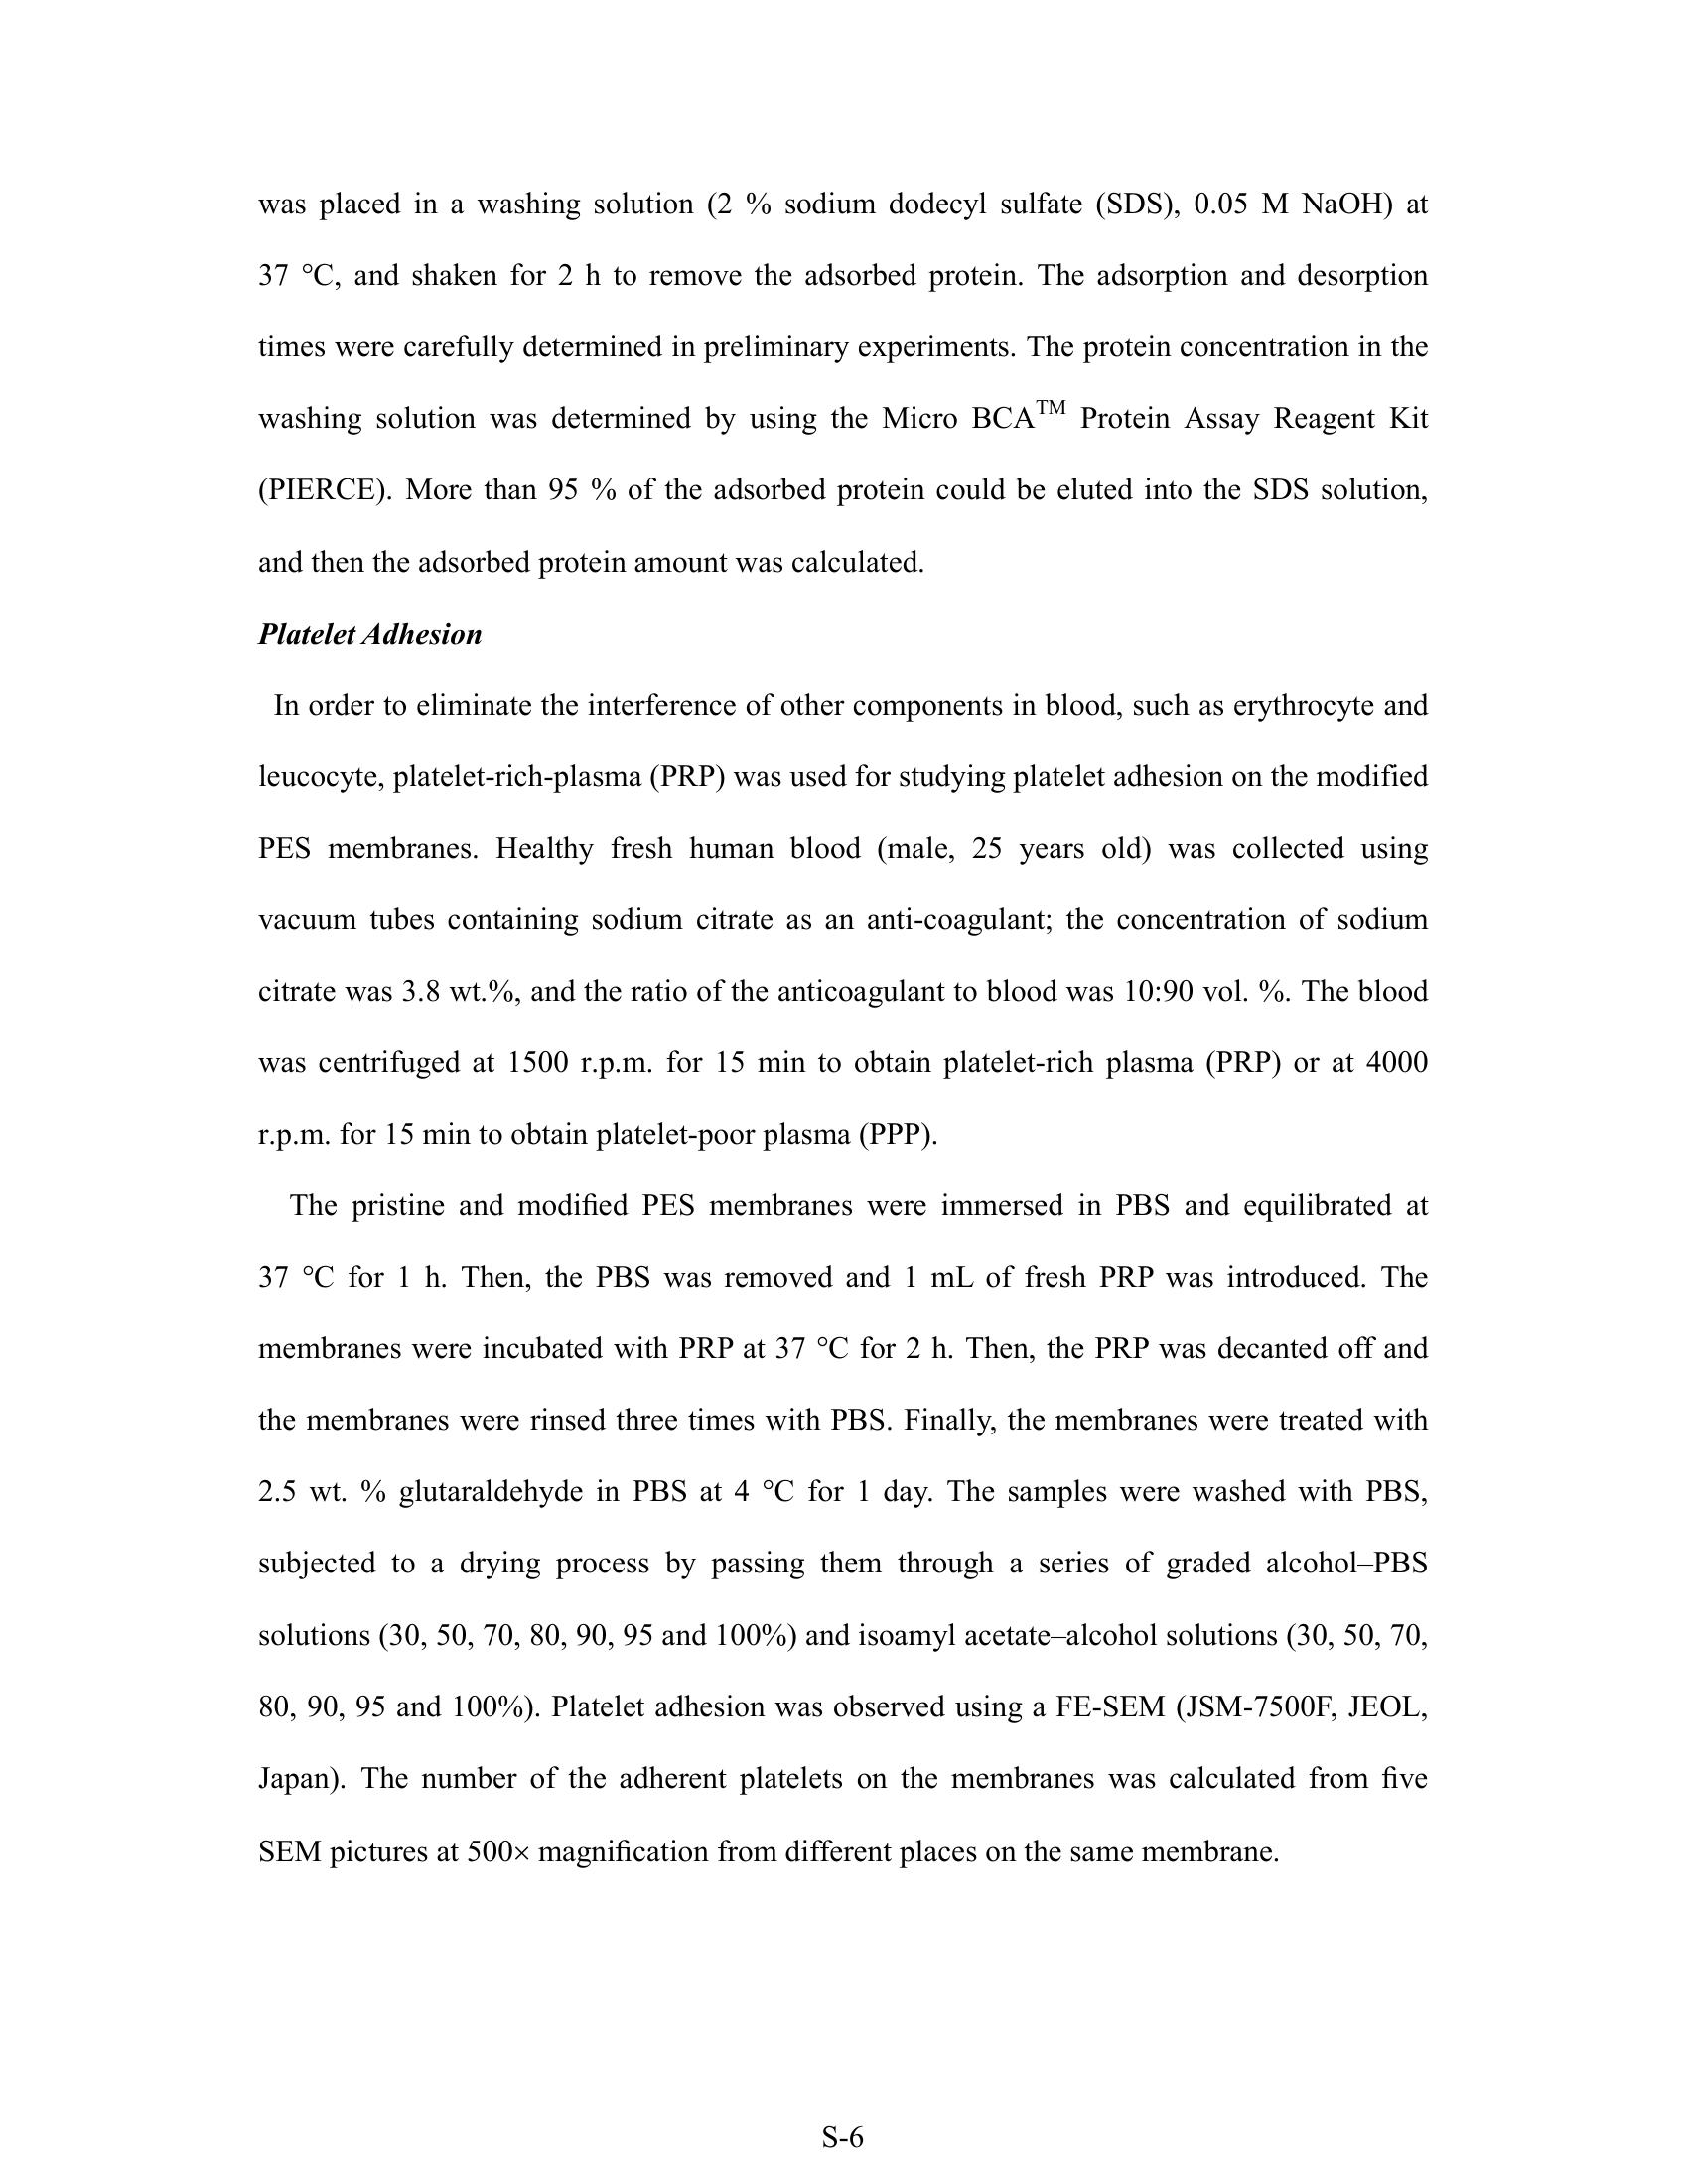 was placed in a washing solution (2 % sodium dodecyl sulfate (SDS), 0.05 M NaOH) at
37 °C, and shaken for 2 h to remove the adsorbed protein. The adsorption and desorption
times were carefully determined in preliminary experiments. The protein concentration in the
washing solution was determined by using the Micro BCA™ Protein Assay Reagent Kit
(PIERCE). More than 95 % of the adsorbed protein could be eluted into the SDS solution,
and then the adsorbed protein amount was calculated.
Platelet Adhesion
In order to eliminate the interference of other components in blood, such as erythrocyte and
leucocyte, platelet-rich-plasma (PRP) was used for studying platelet adhesion on the modified
PES membranes. Healthy fresh human blood (male, 25 years old) was collected using
vacuum tubes containing sodium citrate as an anti-coagulant; the concentration of sodium
citrate was 3.8 wt.%, and the ratio of the anticoagulant to blood was 10:90 vol. %. The blood
was centrifuged at 1500 r.p.m. for 15 min to obtain platelet-rich plasma (PRP) or at 4000
r.p.m. for 15 min to obtain platelet-poor plasma (PPP).
The pristine and modified PES membranes were immersed in PBS and equilibrated at
37 °C for 1 h. Then, the PBS was removed and 1 mL of fresh PRP was introduced. The
membranes were incubated with PRP at 37 °C for 2 h. Then, the PRP was decanted off and
the membranes were rinsed three times with PBS. Finally, the membranes were treated with
2.5 wt. % glutaraldehyde in PBS at 4 °C for 1 day. The samples were washed with PBS,
subjected to a drying process by passing them through a series of graded alcohol–PBS
solutions (30, 50, 70, 80, 90, 95 and 100%) and isoamyl acetate–alcohol solutions (30, 50, 70,
80, 90, 95 and 100%). Platelet adhesion was observed using a FE-SEM (JSM-7500F, JEOL,
Japan). The number of the adherent platelets on the membranes was calculated from five
SEM pictures at 500× magnification from different places on the same membrane.
S-6